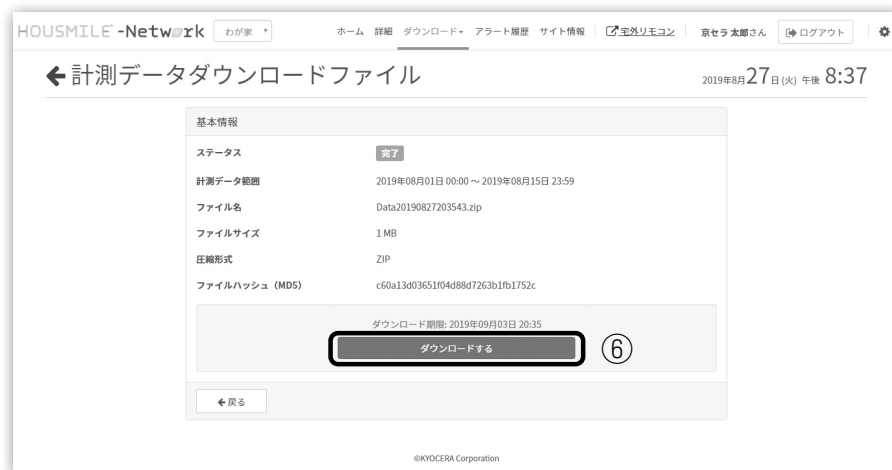 HOUSMILE -Network わが家 ホーム 詳細 ダウンロード アラート履歴 サイト情報 宅外リモコン 京セラ 太郎さん ログアウト
計測データダウンロードファイル 2019年8月27日(火) 午後 8:37
基本情報
ステータス 完了
計測データ範囲 2019年08月01日 00:00 ～ 2019年08月15日 23:59
ファイル名 Data20190827203543.zip
ファイルサイズ 1 MB
圧縮形式 ZIP
ファイルハッシュ（MD5） c60a13d03651f04d88d7263b1fb1752c
ダウンロード期限: 2019年09月03日 20:35
ダウンロードする ⑥
戻る
©KYOCERA Corporation